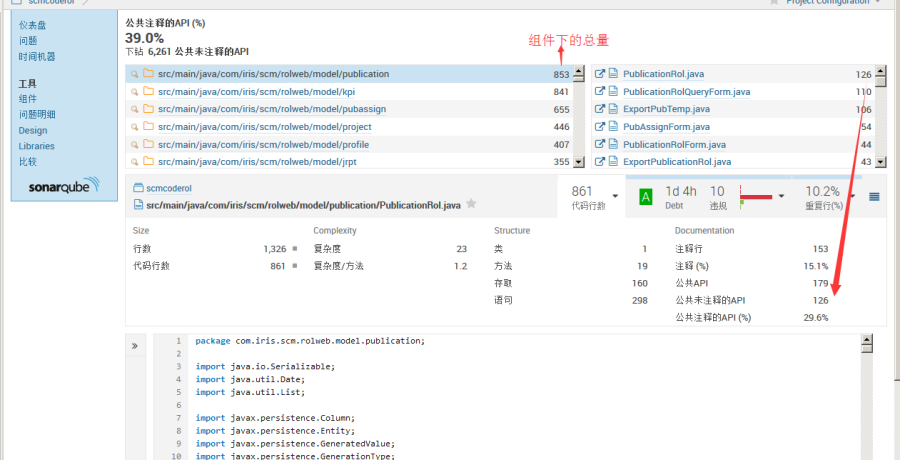 scmcoderol
Project Configuration
仪表盘
问题
时间机器
工具
组件
问题明细
Design
Libraries
比较
sonarqube
公共注释的API (%)
39.0%
下钻 6,261 公共未注释的API
组件下的总量
src/main/java/com/iris/scm/rolweb/model/publication 853
src/main/java/com/iris/scm/rolweb/model/kpi 841
src/main/java/com/iris/scm/rolweb/model/pubassign 655
src/main/java/com/iris/scm/rolweb/model/project 446
src/main/java/com/iris/scm/rolweb/model/profile 407
src/main/java/com/iris/scm/rolweb/model/jrpt 355
PublicationRol.java 126
PublicationRolQueryForm.java 110
ExportPubTemp.java 106
PubAssignForm.java 54
PublicationRolForm.java 44
ExportPublicationRol.java 43
scmcoderol
src/main/java/com/iris/scm/rolweb/model/publication/PublicationRol.java
861
代码行数
A
1d 4h
Debt
10
违规
10.2%
重复行(%)
Size
行数 1,326
代码行数 861
Complexity
复杂度 23
复杂度/方法 1.2
Structure
类 1
方法 19
存取 160
语句 298
Documentation
注释行 153
注释 (%) 15.1%
公共API 179
公共未注释的API 126
公共注释的API (%) 29.6%
»
1 package com.iris.scm.rolweb.model.publication;
2
3 import java.io.Serializable;
4 import java.util.Date;
5 import java.util.List;
6
7 import javax.persistence.Column;
8 import javax.persistence.Entity;
9 import javax.persistence.GeneratedValue;
10 import javax.persistence.GenerationType;